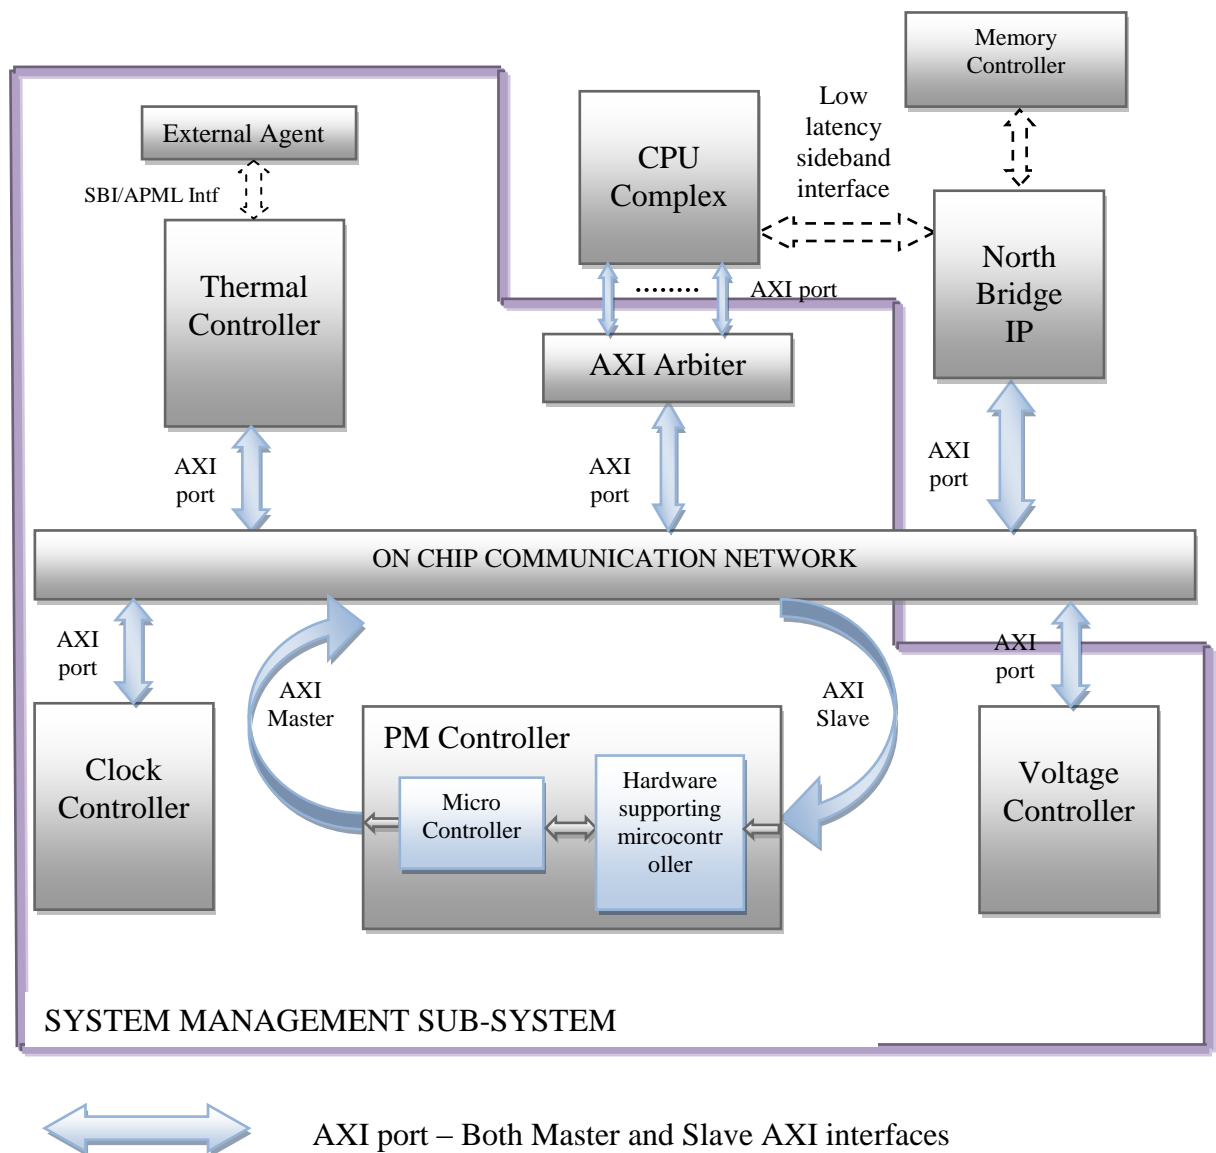 Memory
Controller
External Agent
SBI/APML Intf
CPU
Complex
Low
latency
sideband
interface
Thermal
Controller
North
Bridge
IP
........
AXI port
AXI Arbiter
AXI
port
AXI
port
AXI
port
ON CHIP COMMUNICATION NETWORK
AXI
port
AXI
Master
AXI
Slave
AXI
port
Clock
Controller
PM Controller
Micro
Controller
Hardware
supporting
mircocontr
oller
Voltage
Controller
SYSTEM MANAGEMENT SUB-SYSTEM
AXI port – Both Master and Slave AXI interfaces